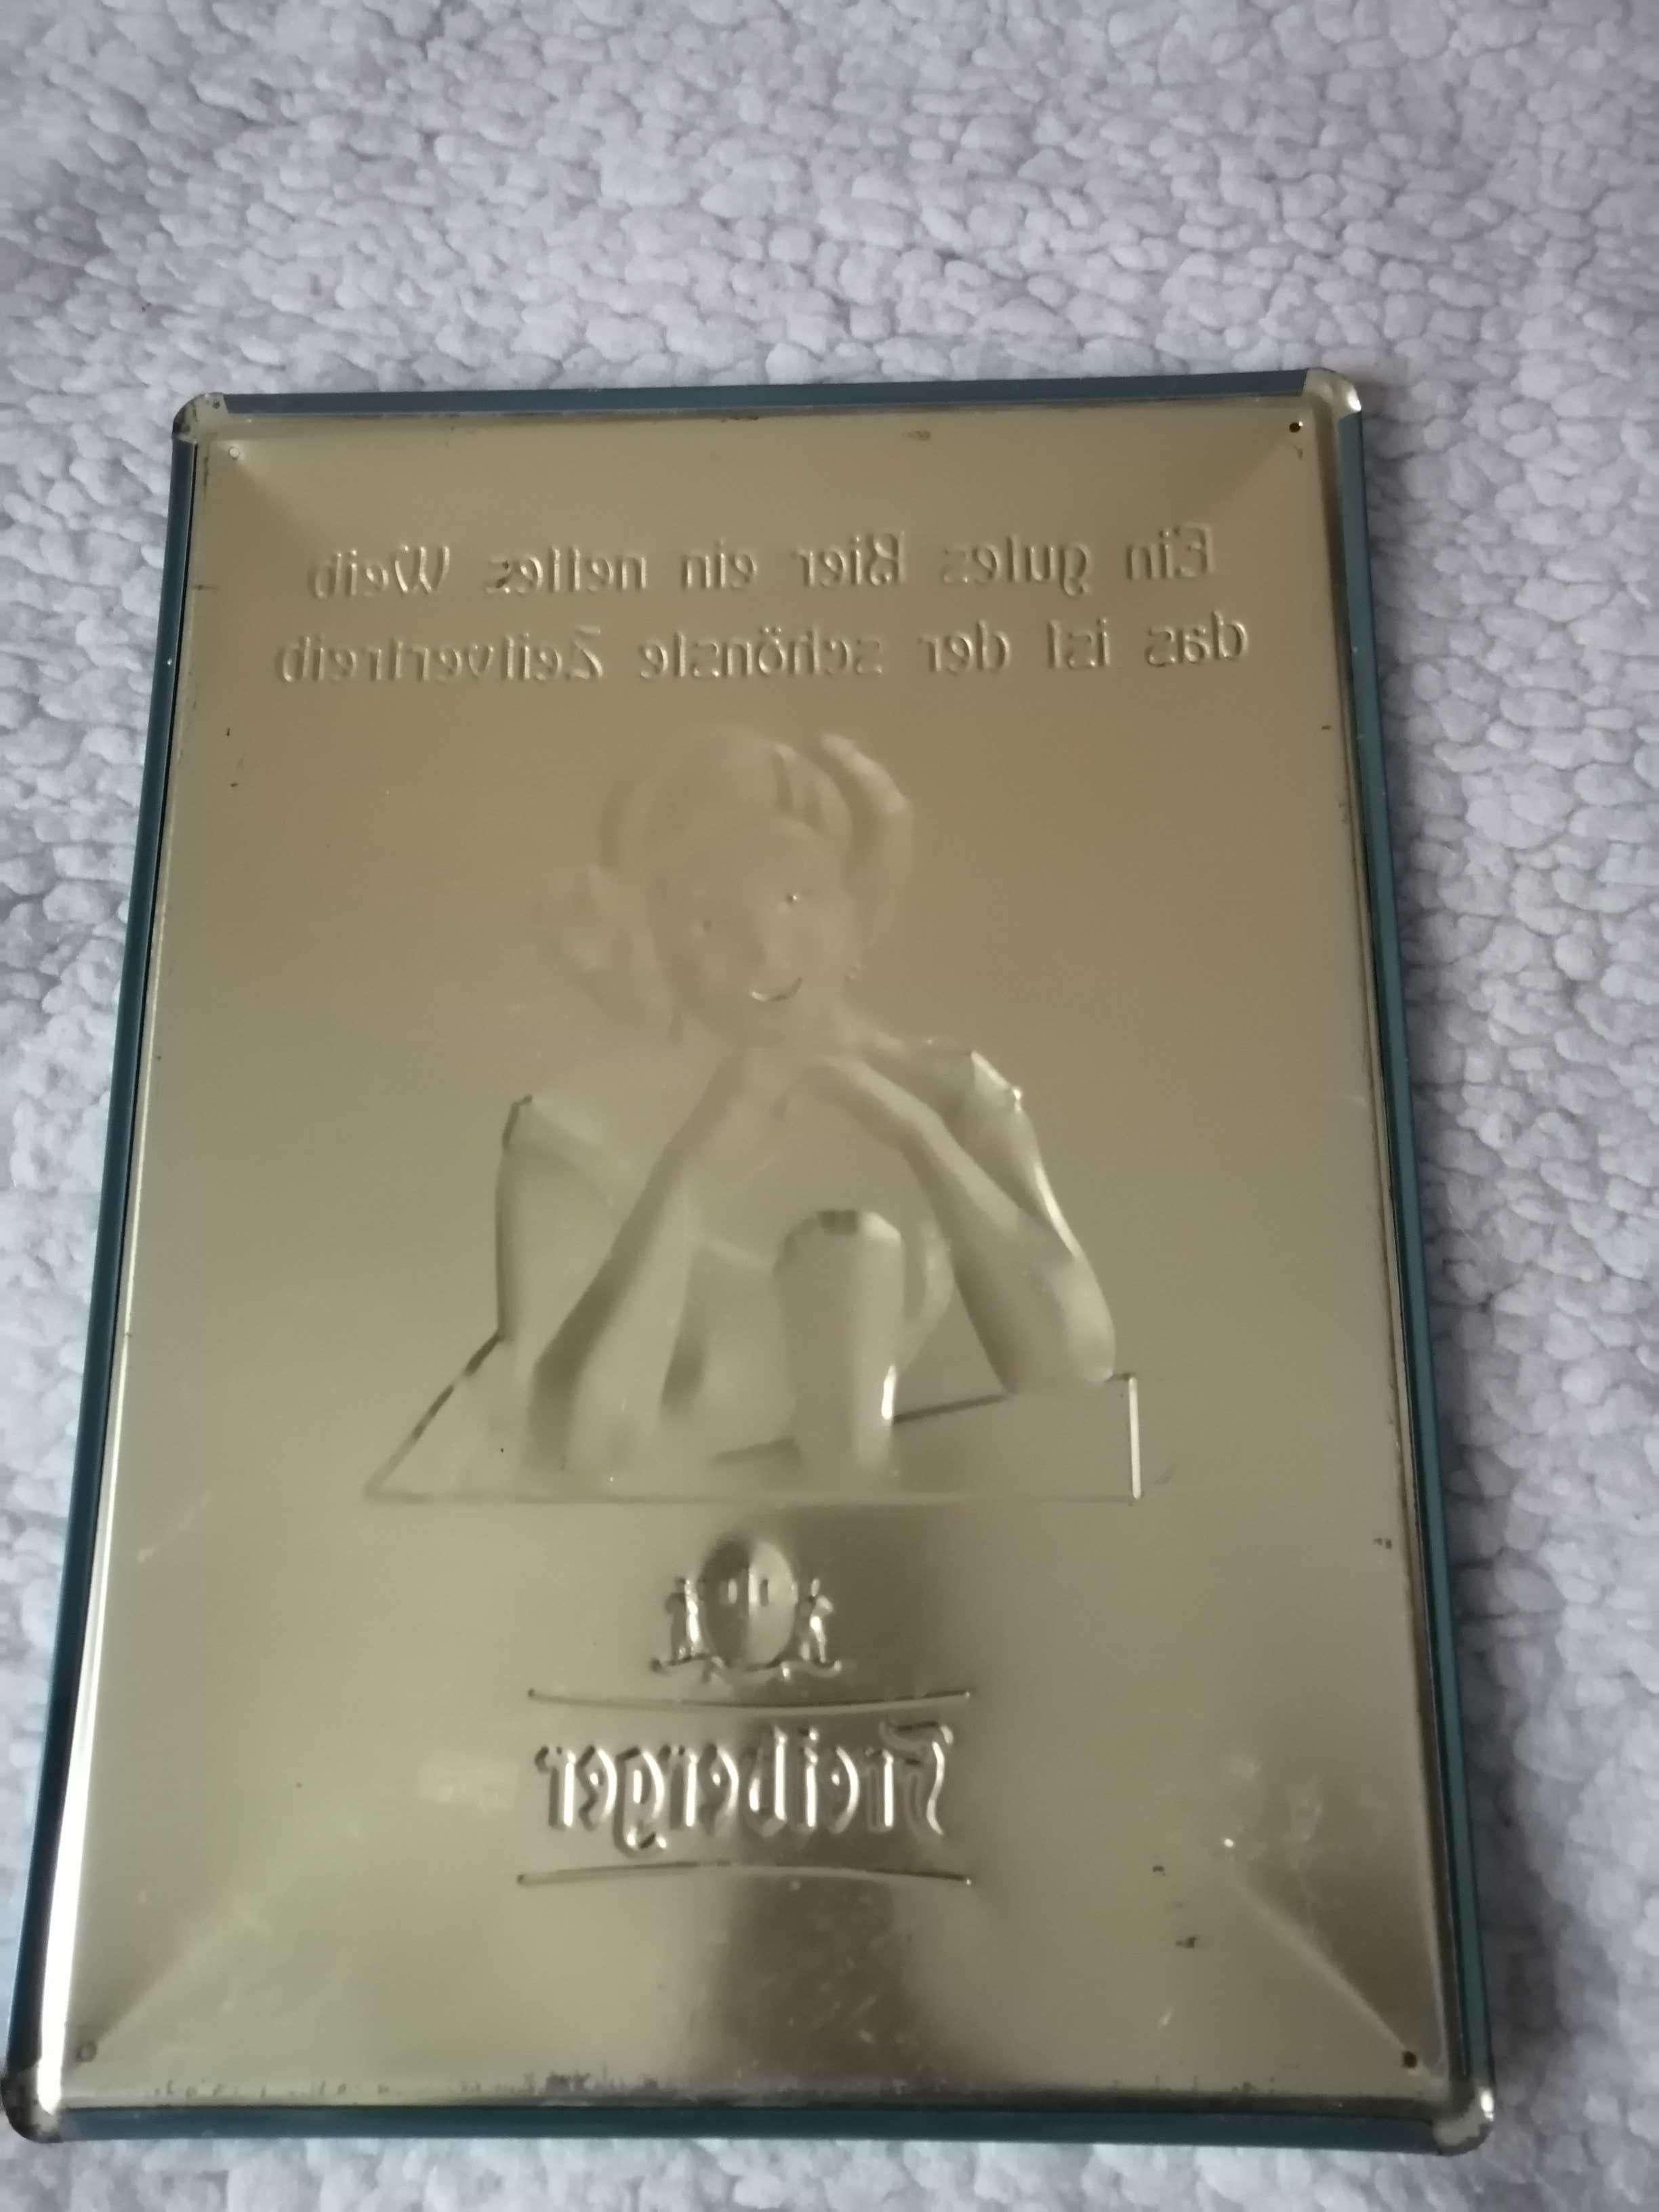 Ein gutes Bier ein nettes Weib
das ist der schönste Zeitvertreib
Freiberger